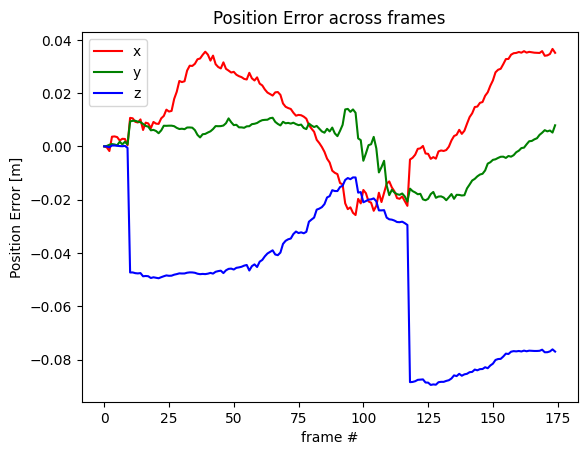 Position Error across frames
x
y
z
Position Error [m]
0.04
0.02
0.00
−0.02
−0.04
−0.06
−0.08
0
25
50
75
100
125
150
175
frame #